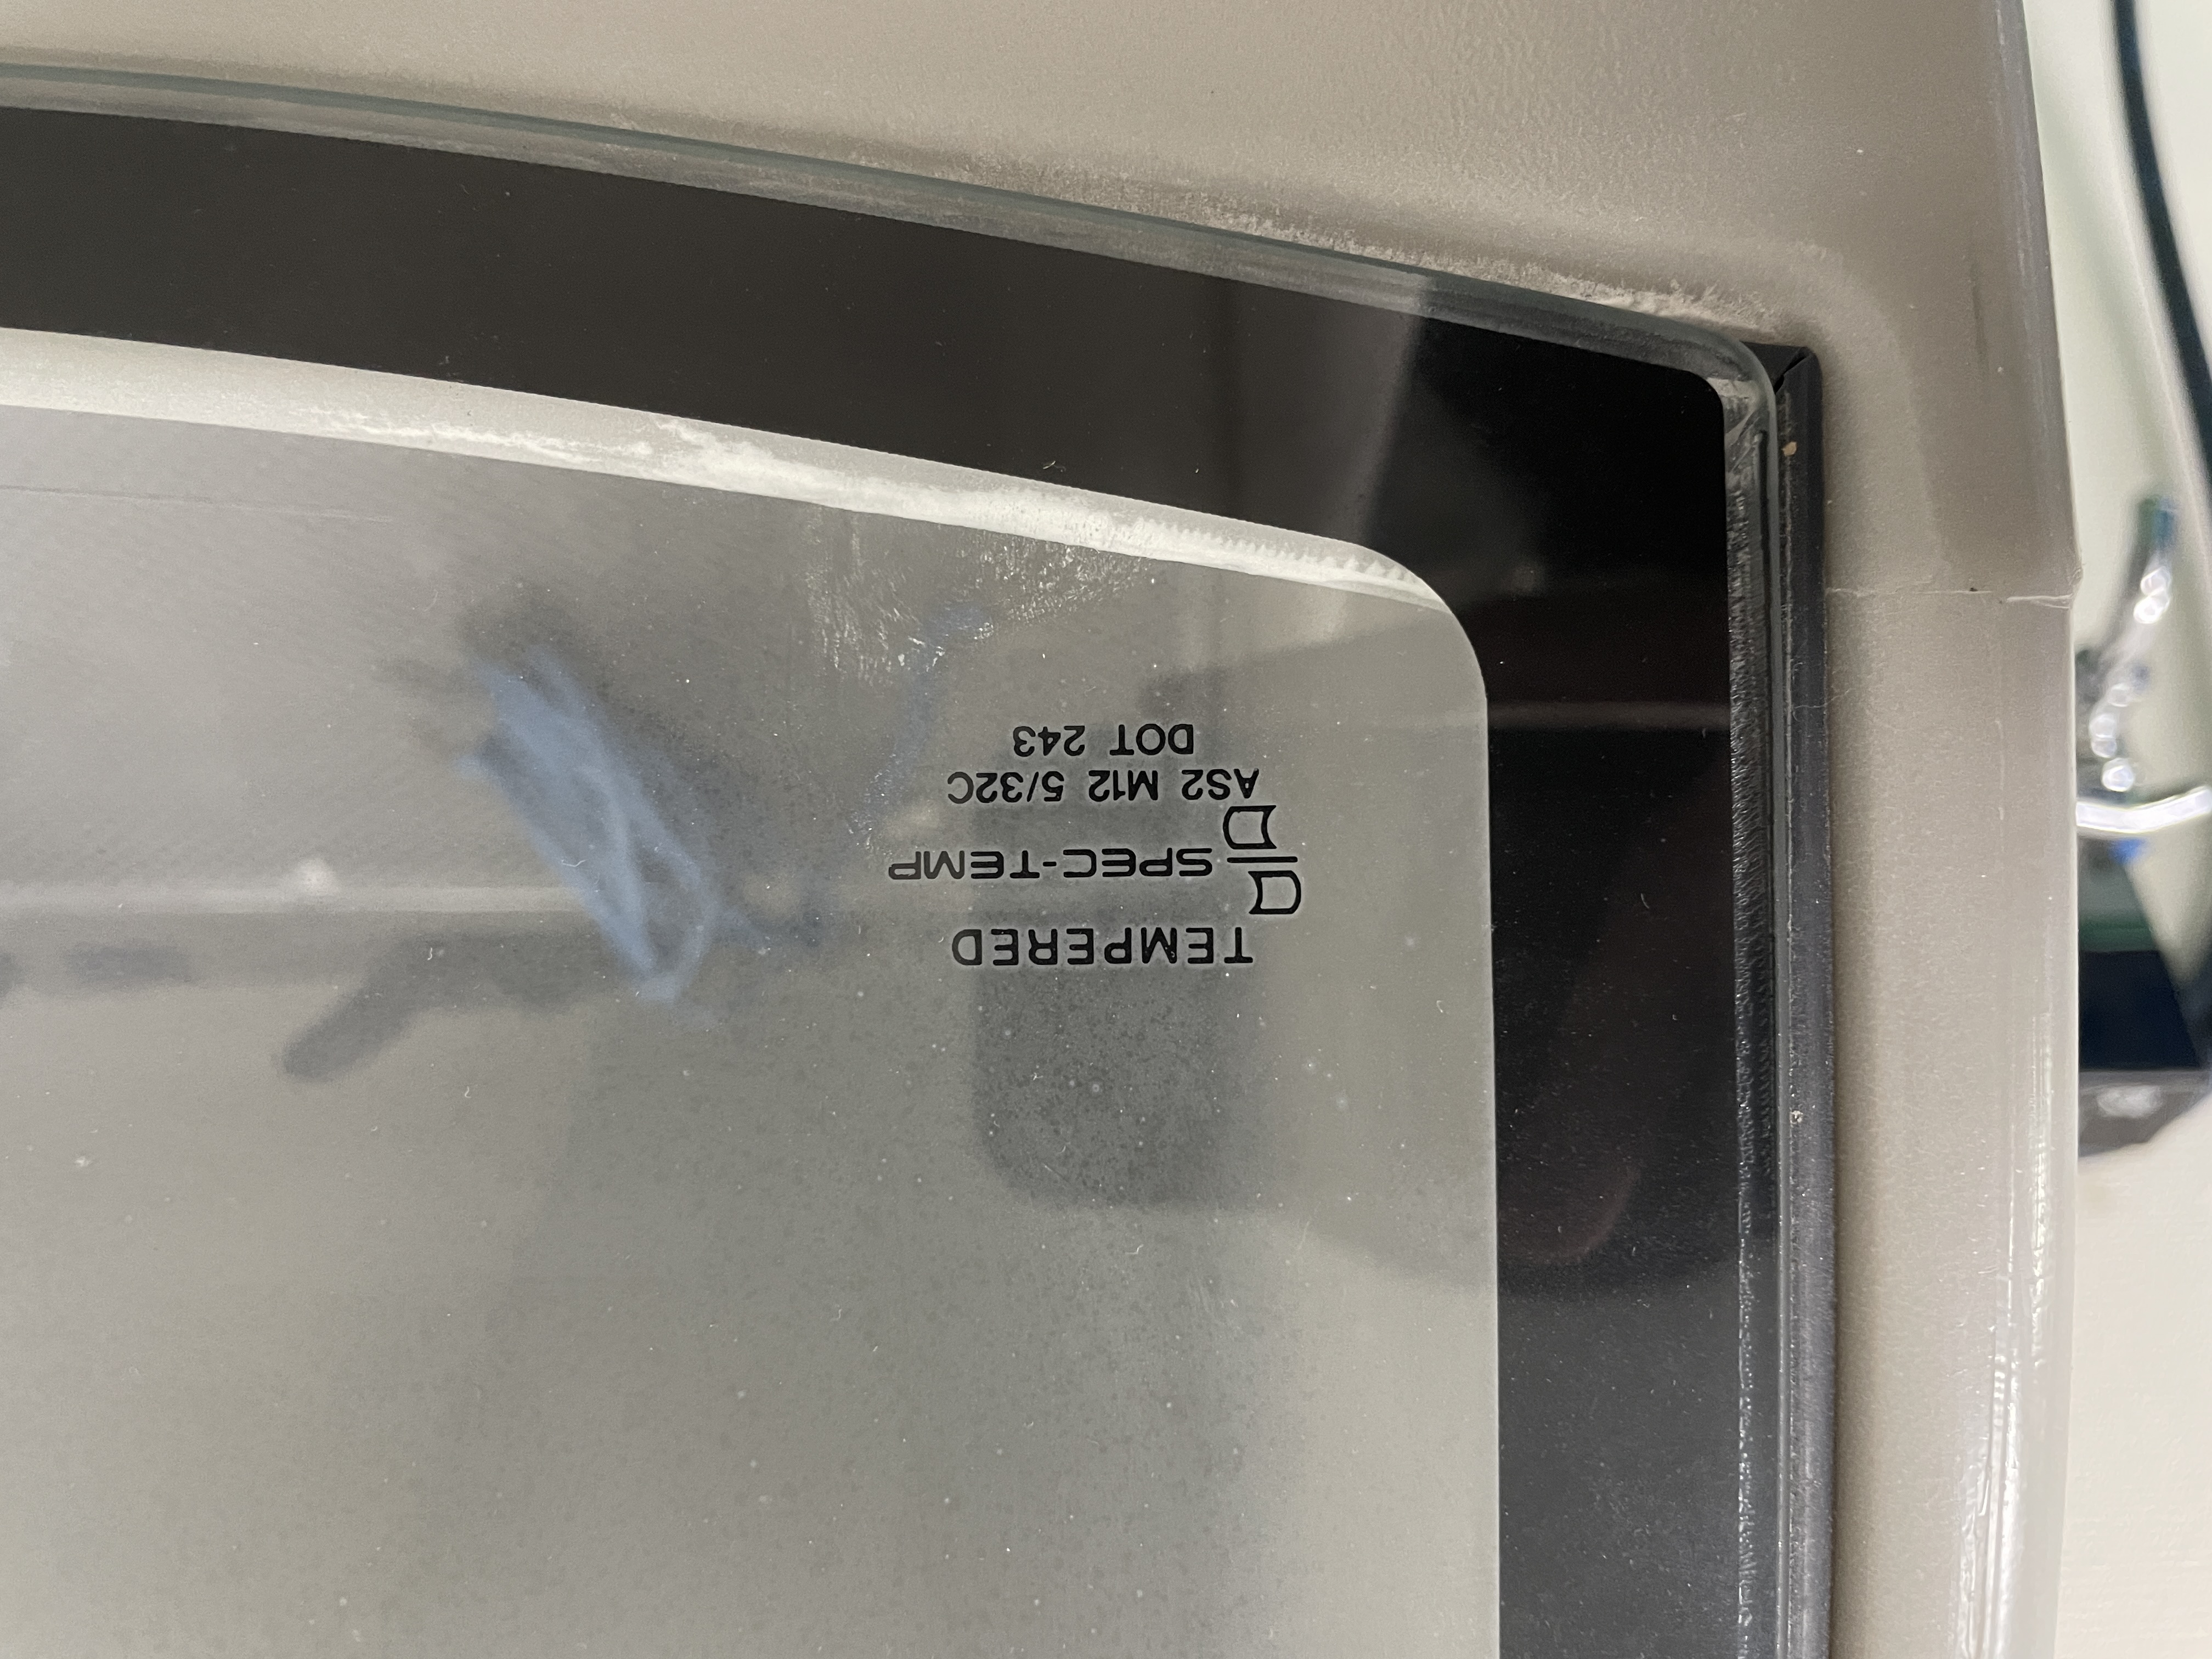 TEMPERED
SPEC-TEMP
AS2 M12 5/32C
DOT 243